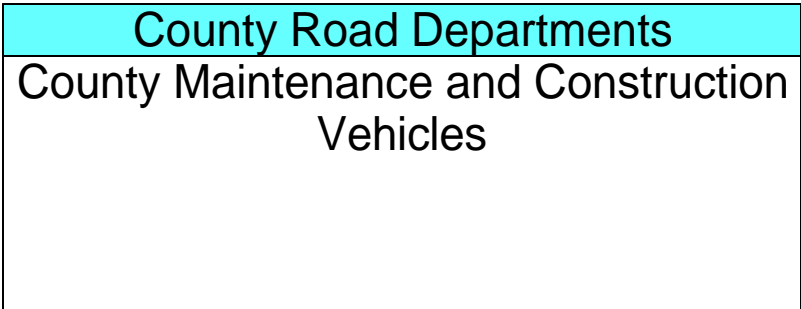 County Road Departments
County Maintenance and Construction
Vehicles